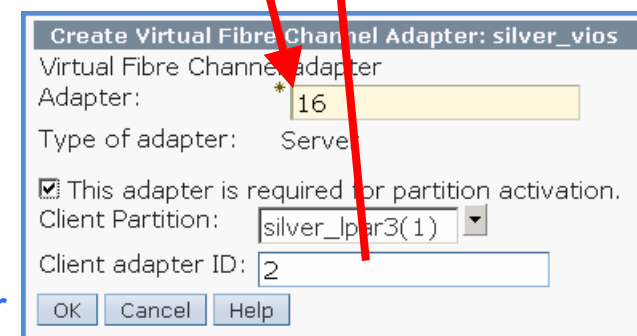 Create Virtual Fibre Channel Adapter: silver_vios
Virtual Fibre Channel adapter
Adapter: * 16
Type of adapter: Server
This adapter is required for partition activation.
Client Partition: silver_lpar3(1)
Client adapter ID: 2
r OK Cancel Help